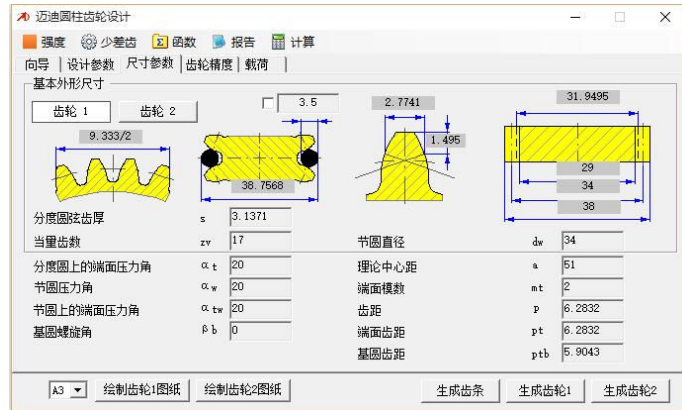 迈迪圆柱齿轮设计
强度 少差齿 函数 报告 计算
向导 设计参数 尺寸参数 齿轮精度 载荷
基本外形尺寸
齿轮 1 齿轮 2
3.5 2.7741 31.9495
9.333/2
1.495
38.7568
29
34
38
分度圆弦齿厚 s 3.1371
当量齿数 zv 17 节圆直径 dw 34
分度圆上的端面压力角 αt 20 理论中心距 a 51
节圆压力角 αw 20 端面模数 mt 2
节圆上的端面压力角 αtw 20 齿距 P 6.2832
基圆螺旋角 βb 0 端面齿距 pt 6.2832
基圆齿距 ptb 5.9043
A3 绘制齿轮1图纸 绘制齿轮2图纸 生成齿条 生成齿轮1 生成齿轮2